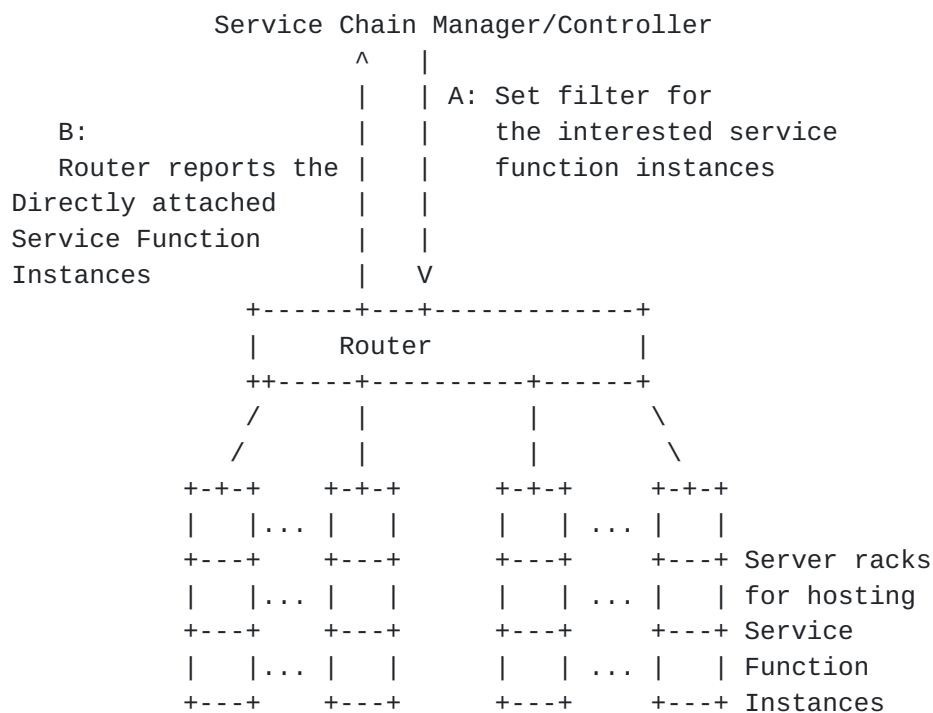 Service Chain Manager/Controller
A: Set filter for
B: the interested service
Router reports the function instances
Directly attached
Service Function
Instances
Router
... ...
Server racks
... ... for hosting
Service
... ... Function
Instances